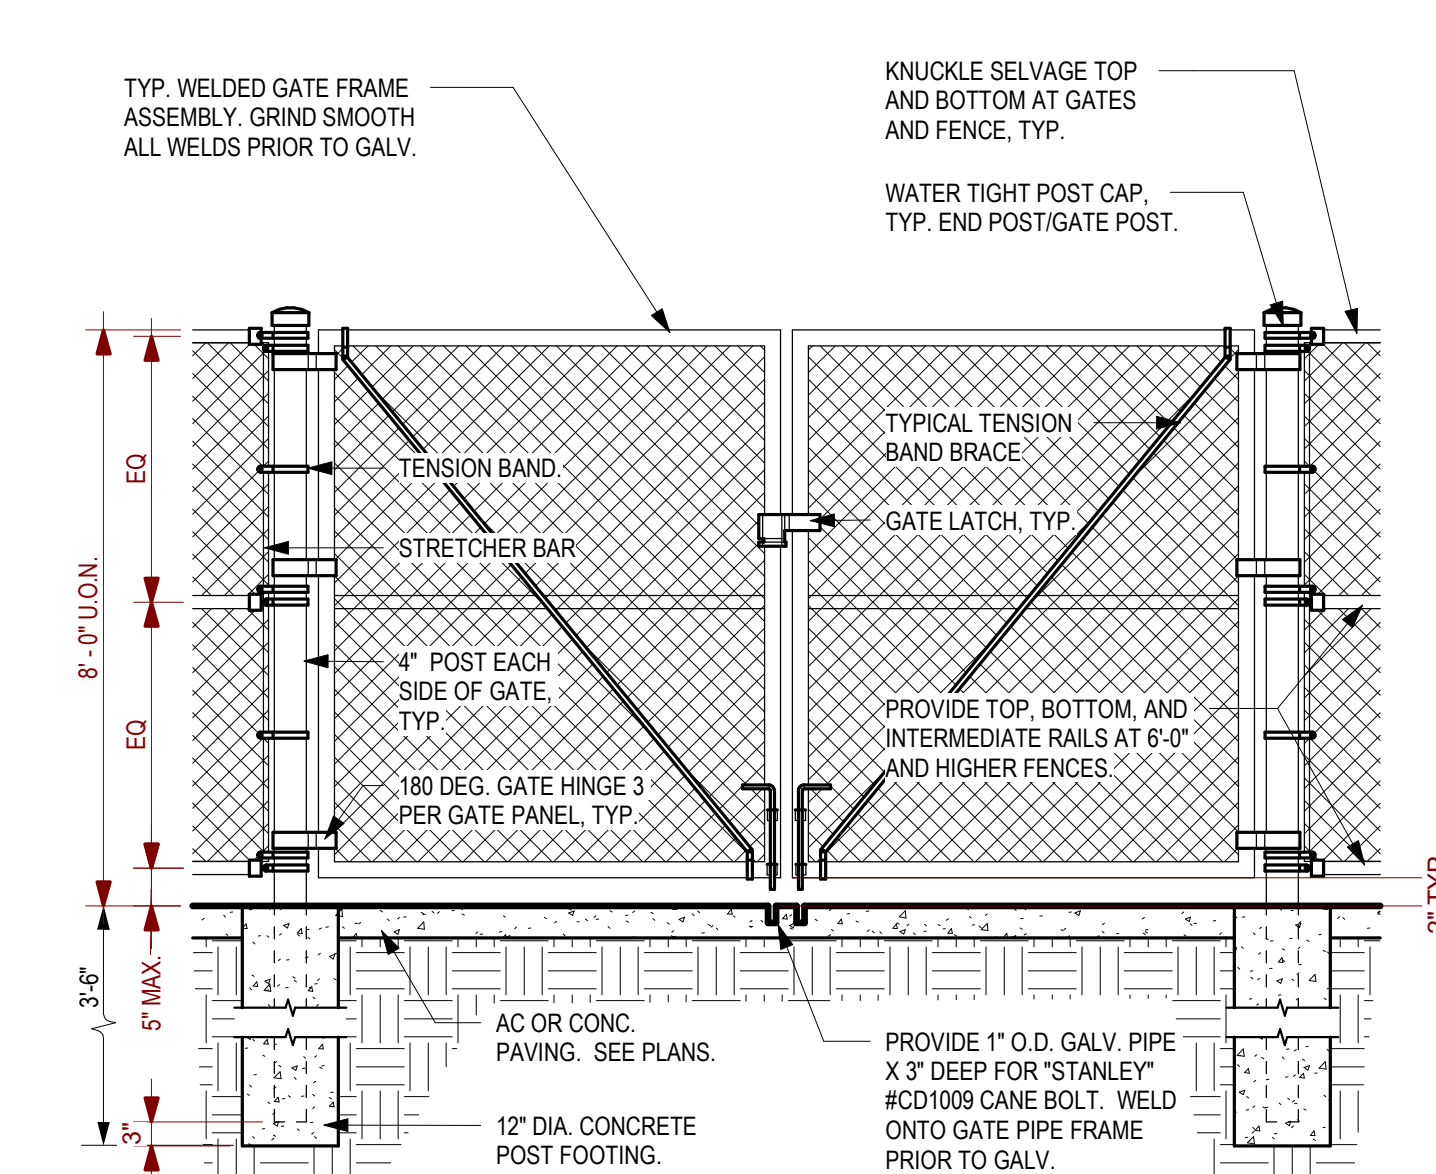 TYP. WELDED GATE FRAME
ASSEMBLY. GRIND SMOOTH
ALL WELDS PRIOR TO GALV.
KNUCKLE SELVAGE TOP
AND BOTTOM AT GATES
AND FENCE, TYP.
WATER TIGHT POST CAP,
TYP. END POST/GATE POST.
TYPICAL TENSION
BAND BRACE
TENSION BAND.
GATE LATCH, TYP.
STRETCHER BAR
EQ
8' - 0" U.O.N.
4" POST EACH
SIDE OF GATE,
TYP.
PROVIDE TOP, BOTTOM, AND
INTERMEDIATE RAILS AT 6'-0"
AND HIGHER FENCES.
EQ
180 DEG. GATE HINGE 3
PER GATE PANEL, TYP.
3'-6"
5" MAX.
3"
AC OR CONC.
PAVING. SEE PLANS.
12" DIA. CONCRETE
POST FOOTING.
PROVIDE 1" O.D. GALV. PIPE
X 3" DEEP FOR "STANLEY"
#CD1009 CANE BOLT. WELD
ONTO GATE PIPE FRAME
PRIOR TO GALV.